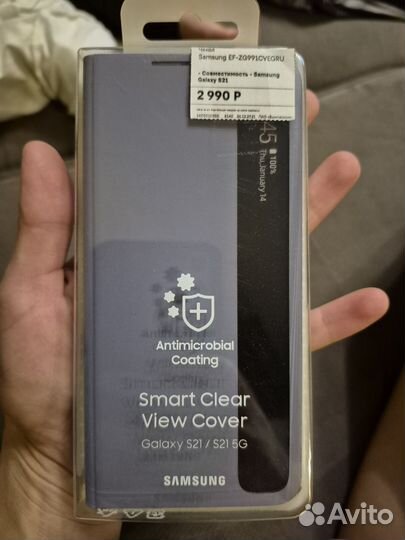 Samsung EF-ZG991CVEGRU
- Совместимость - Samsung
Galaxy S21
2 990 Р
:45
100%
Thu,January 14
Antimicrobial
Coating
Smart Clear
View Cover
Galaxy S21 / S21 5G
SAMSUNG
Avito